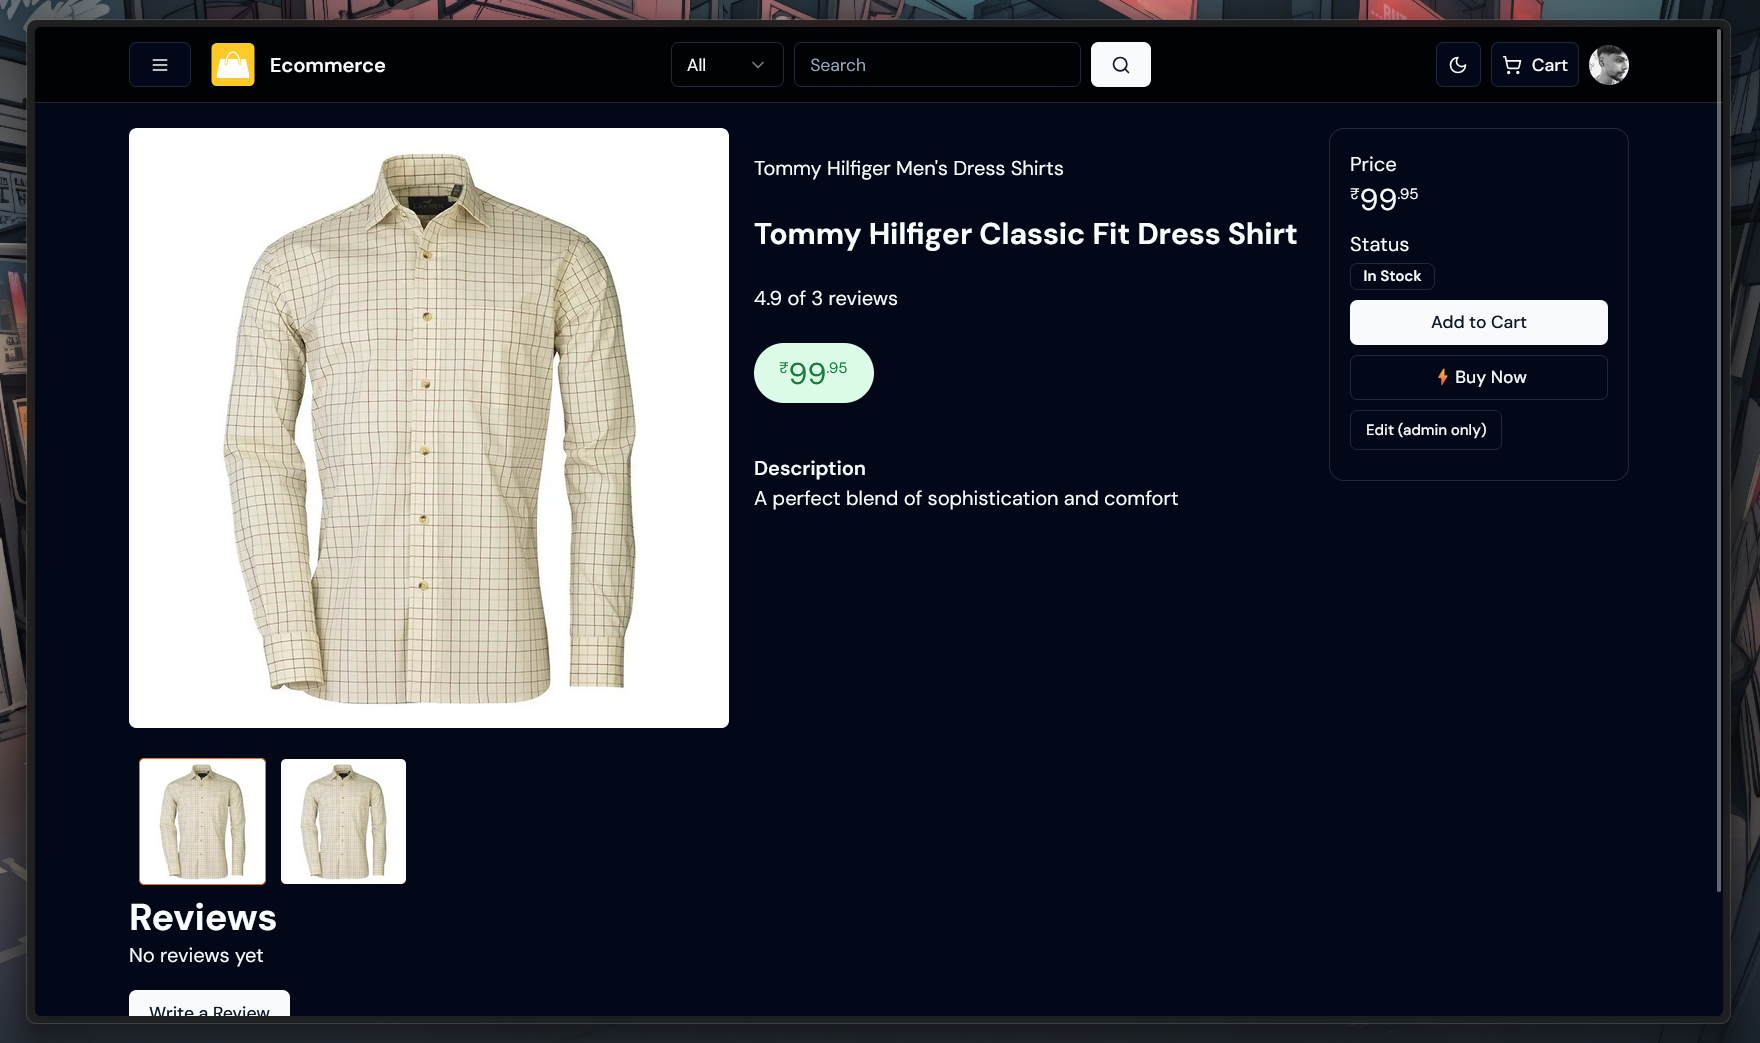 Ecommerce
All
Search
Cart
Tommy Hilfiger Men's Dress Shirts
Tommy Hilfiger Classic Fit Dress Shirt
4.9 of 3 reviews
₹99.95
Description
A perfect blend of sophistication and comfort
Price
₹99.95
Status
In Stock
Add to Cart
Buy Now
Edit (admin only)
Reviews
No reviews yet
Write a Review